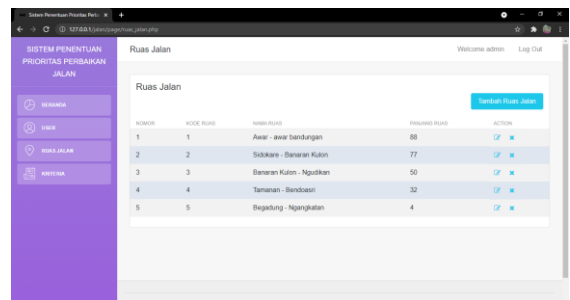 Sistem Penentuan Prioritas Perba
127.0.0.1/jalan/page/ruas_jalan.php
SISTEM PENENTUAN
PRIORITAS PERBAIKAN
JALAN
Ruas Jalan
Welcome admin Log Out
BERANDA
USER
RUAS JALAN
KRITERIA
Ruas Jalan
Tambah Ruas Jalan
NOMOR KODE RUAS NAMA RUAS PANJANG RUAS ACTION
1 1 Awar - awar bandungan 88
2 2 Sidokare - Banaran Kulon 77
3 3 Banaran Kulon - Ngudikan 50
4 4 Tamanan - Bendoasri 32
5 5 Begadung - Ngangkatan 4